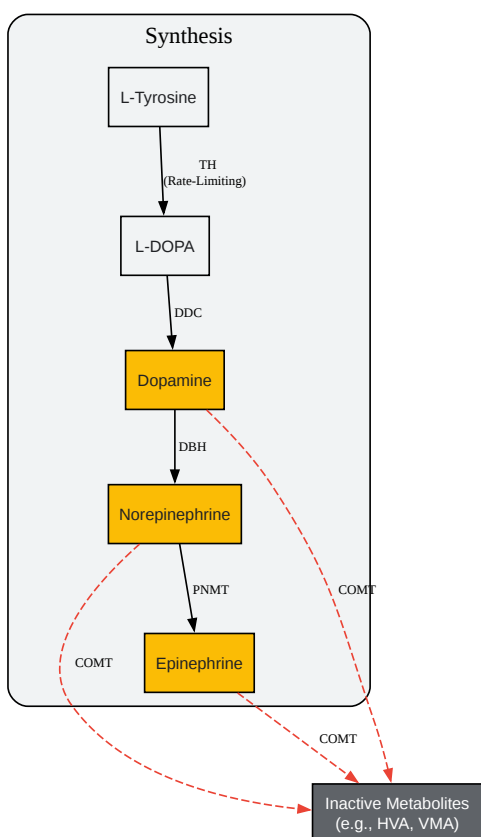 Synthesis
L-Tyrosine
TH
(Rate-Limiting)
L-DOPA
DDC
Dopamine
DBH
Norepinephrine
PNMT
COMT
Epinephrine
COMT
COMT
Inactive Metabolites
(e.g., HVA, VMA)